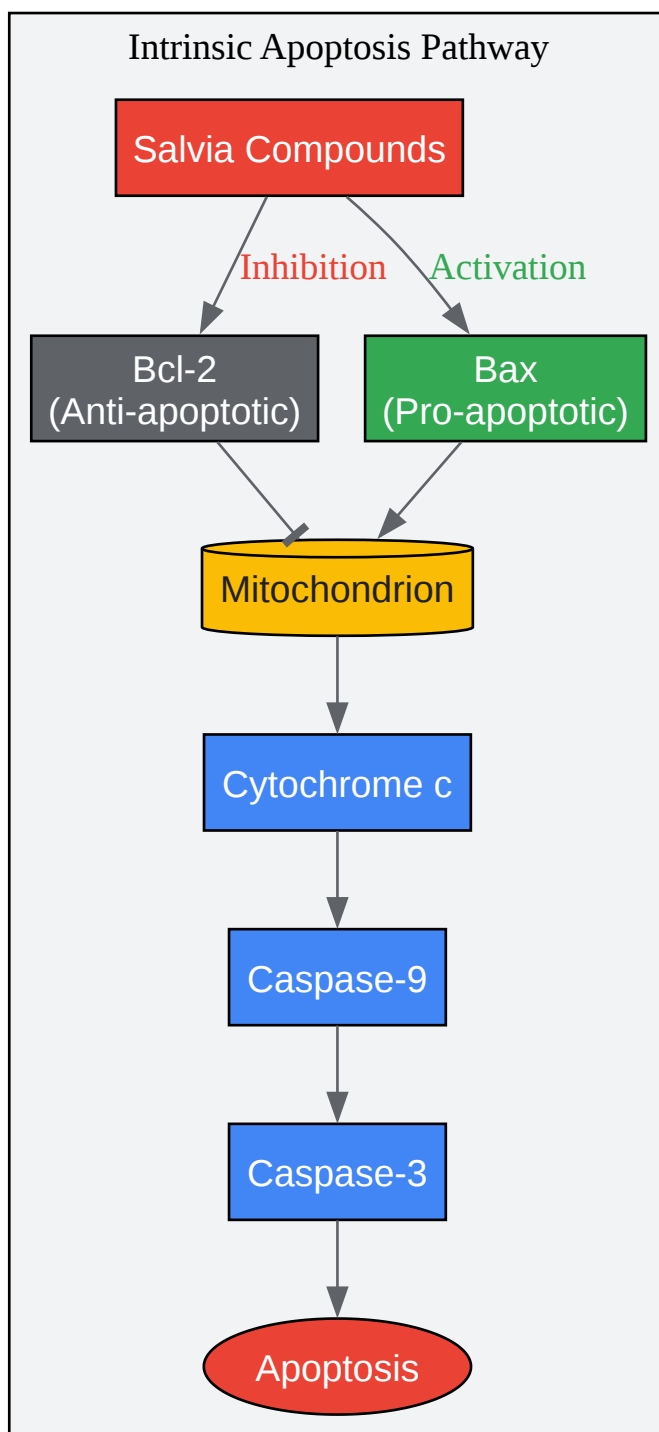 Intrinsic Apoptosis Pathway
Salvia Compounds
Inhibition
Activation
Bcl-2
(Anti-apoptotic)
Bax
(Pro-apoptotic)
Mitochondrion
Cytochrome c
Caspase-9
Caspase-3
Apoptosis